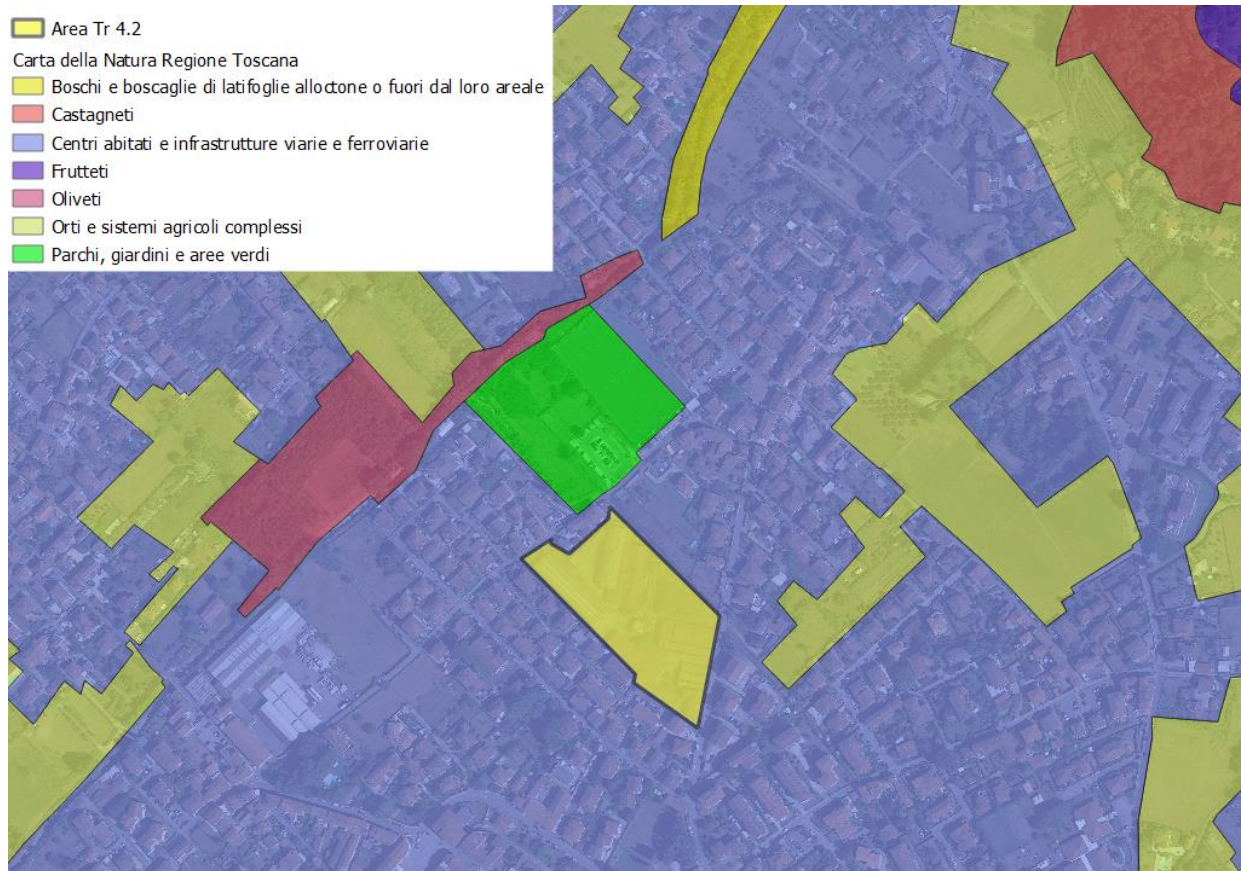 Area Tr 4.2
Carta della Natura Regione Toscana
Boschi e boscaglie di latifoglie alloctone o fuori dal loro areale
Castagneti
Centri abitati e infrastrutture viarie e ferroviarie
Frutteti
Oliveti
Orti e sistemi agricoli complessi
Parchi, giardini e aree verdi